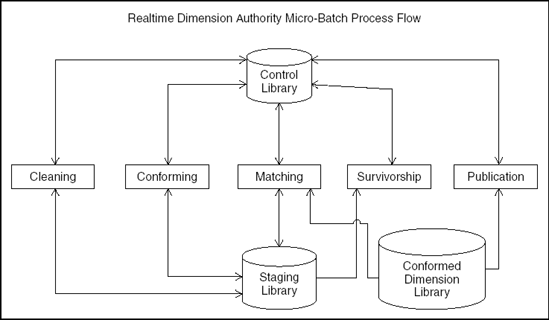 Realtime Dimension Authority Micro-Batch Process Flow
Control
Library
Cleaning
Conforming
Matching
Survivorship
Publication
Staging
Library
Conformed
Dimension
Library